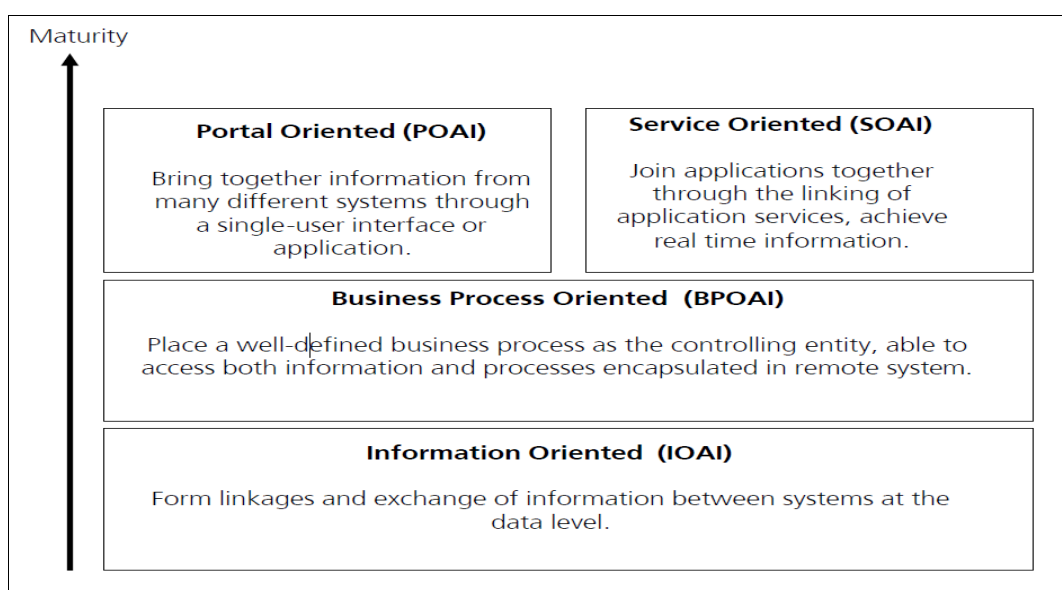 Maturity
Portal Oriented (POAI)
Bring together information from
many different systems through
a single-user interface or
application.
Service Oriented (SOAI)
Join applications together
through the linking of
application services, achieve
real time information.
Business Process Oriented (BPOAI)
Place a well-defined business process as the controlling entity, able to
access both information and processes encapsulated in remote system.
Information Oriented (IOAI)
Form linkages and exchange of information between systems at the
data level.